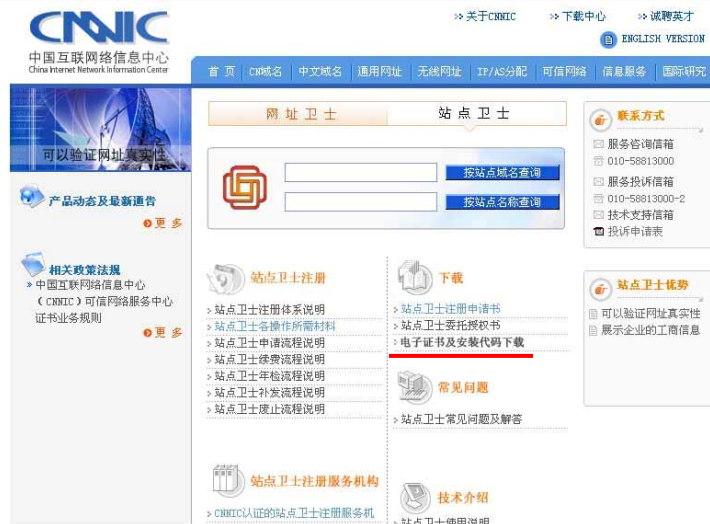 关于CNNIC
下载中心
诚聘英才
ENGLISH VERSION
CNNIC
中国互联网络信息中心
China Internet Network Information Center
首 页
CN域名
中文域名
通用网址
无线网址
IP/AS分配
可信网络
信息服务
国际研究
可以验证网址真实性
产品动态及最新通告
更 多
相关政策法规
中国互联网络信息中心
（CNNIC）可信网络服务中心
证书业务规则
更 多
网 址 卫 士
站 点 卫 士
按站点域名查询
按站点名称查询
站点卫士注册
站点卫士注册体系说明
站点卫士各操作所需材料
站点卫士申请流程说明
站点卫士续费流程说明
站点卫士年检流程说明
站点卫士补发流程说明
站点卫士废止流程说明
站点卫士注册服务机构
CNNIC认证的站点卫士注册服务机
下载
站点卫士注册申请书
站点卫士委托授权书
电子证书及安装代码下载
常见问题
站点卫士常见问题及解答
技术介绍
站点卫士使用说明
联系方式
服务咨询信箱
010-58813000
服务投诉信箱
010-58813000-2
技术支持信箱
投诉申请表
站点卫士优势
可以验证网址真实性
展示企业的工商信息